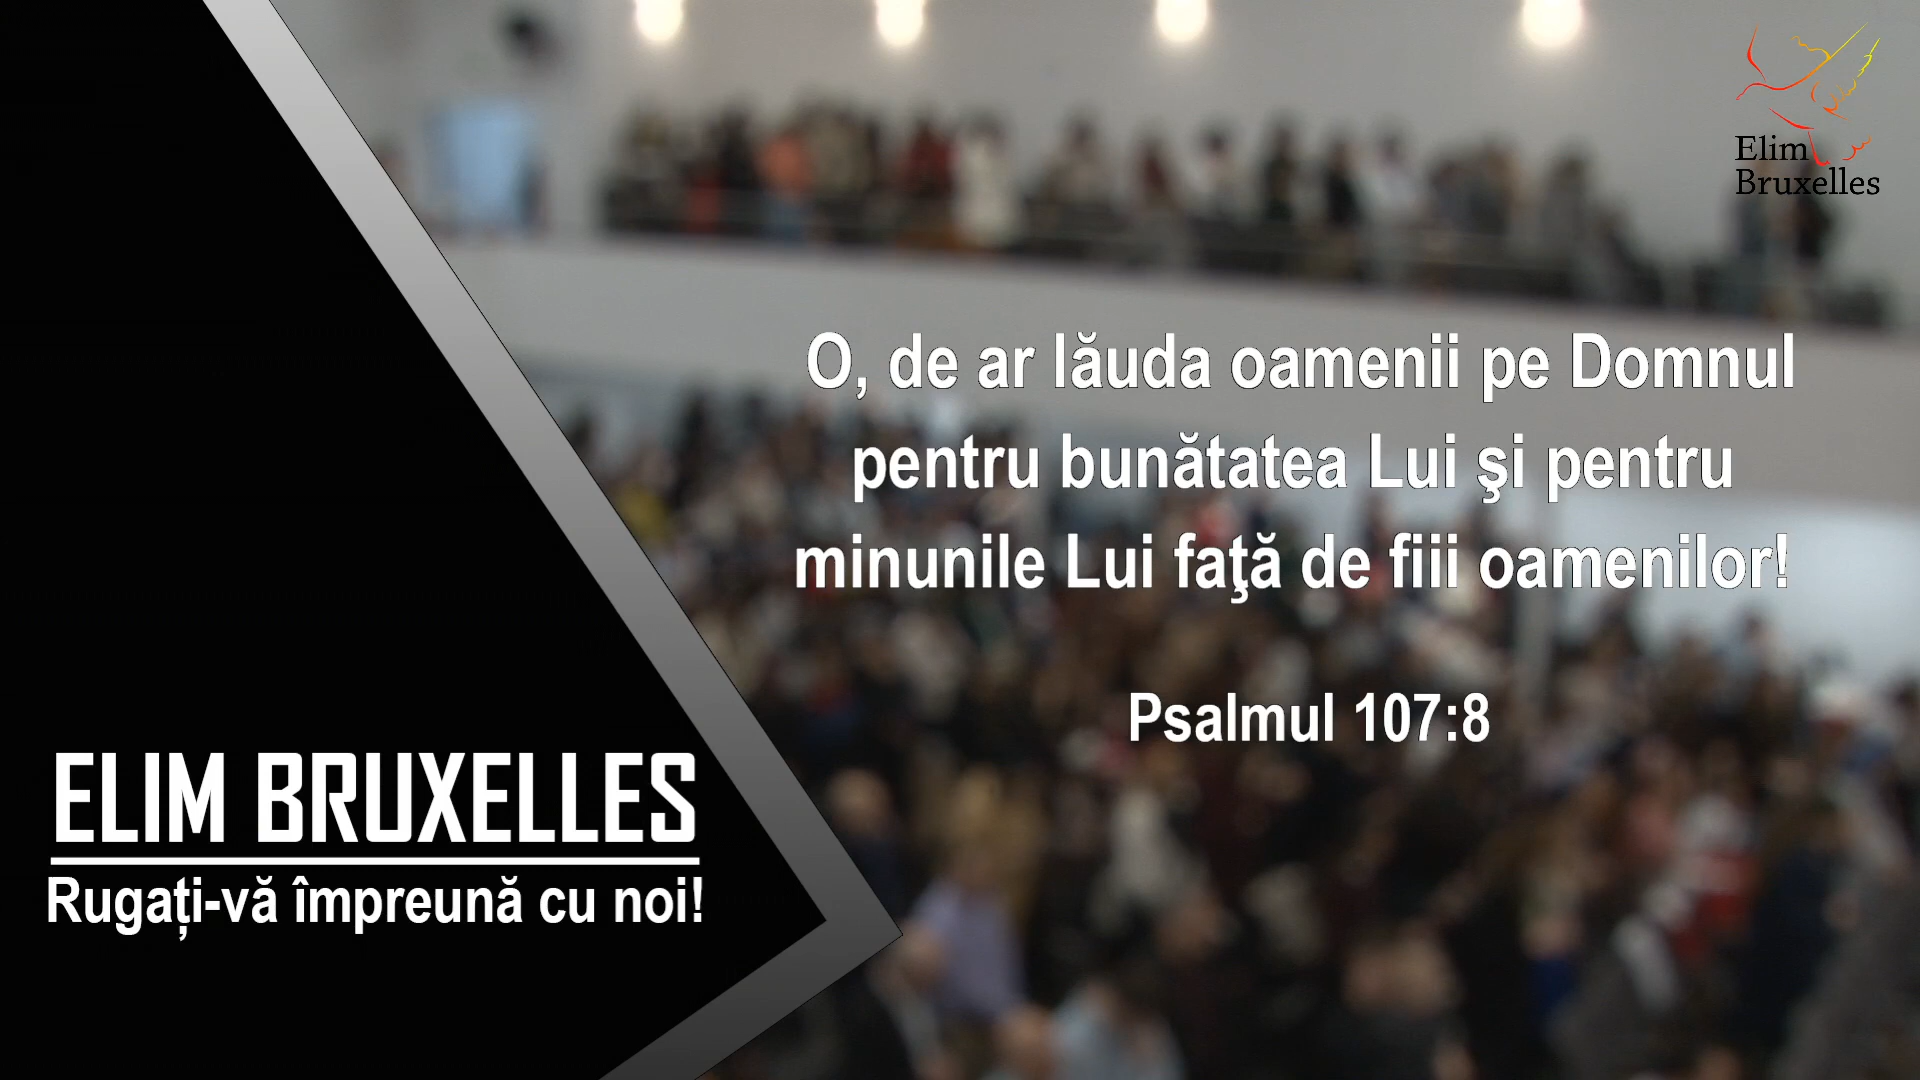 Elim
Bruxelles
O, de ar lăuda oamenii pe Domnul
pentru bunătatea Lui şi pentru
minunile Lui faţă de fiii oamenilor!
Psalmul 107:8
ELIM BRUXELLES
Rugați-vă împreună cu noi!